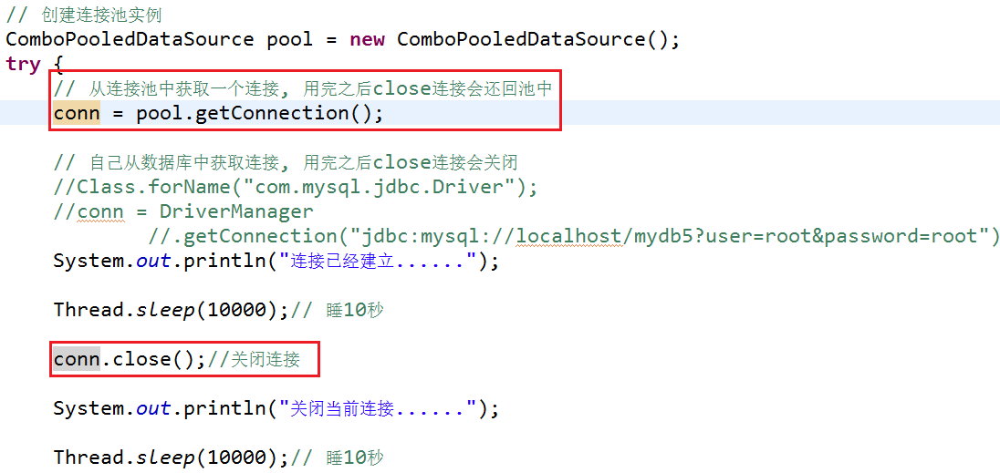 // 创建连接池实例
ComboPooledDataSource pool = new ComboPooledDataSource();
try {
// 从连接池中获取一个连接, 用完之后close连接会还回池中
conn = pool.getConnection();
// 自己从数据库中获取连接, 用完之后close连接会关闭
//Class.forName("com.mysql.jdbc.Driver");
//conn = DriverManager
//.getConnection("jdbc:mysql://localhost/mydb5?user=root&password=root")
System.out.println("连接已经建立......");
Thread.sleep(10000);// 睡10秒
conn.close();//关闭连接
System.out.println("关闭当前连接......");
Thread.sleep(10000);// 睡10秒